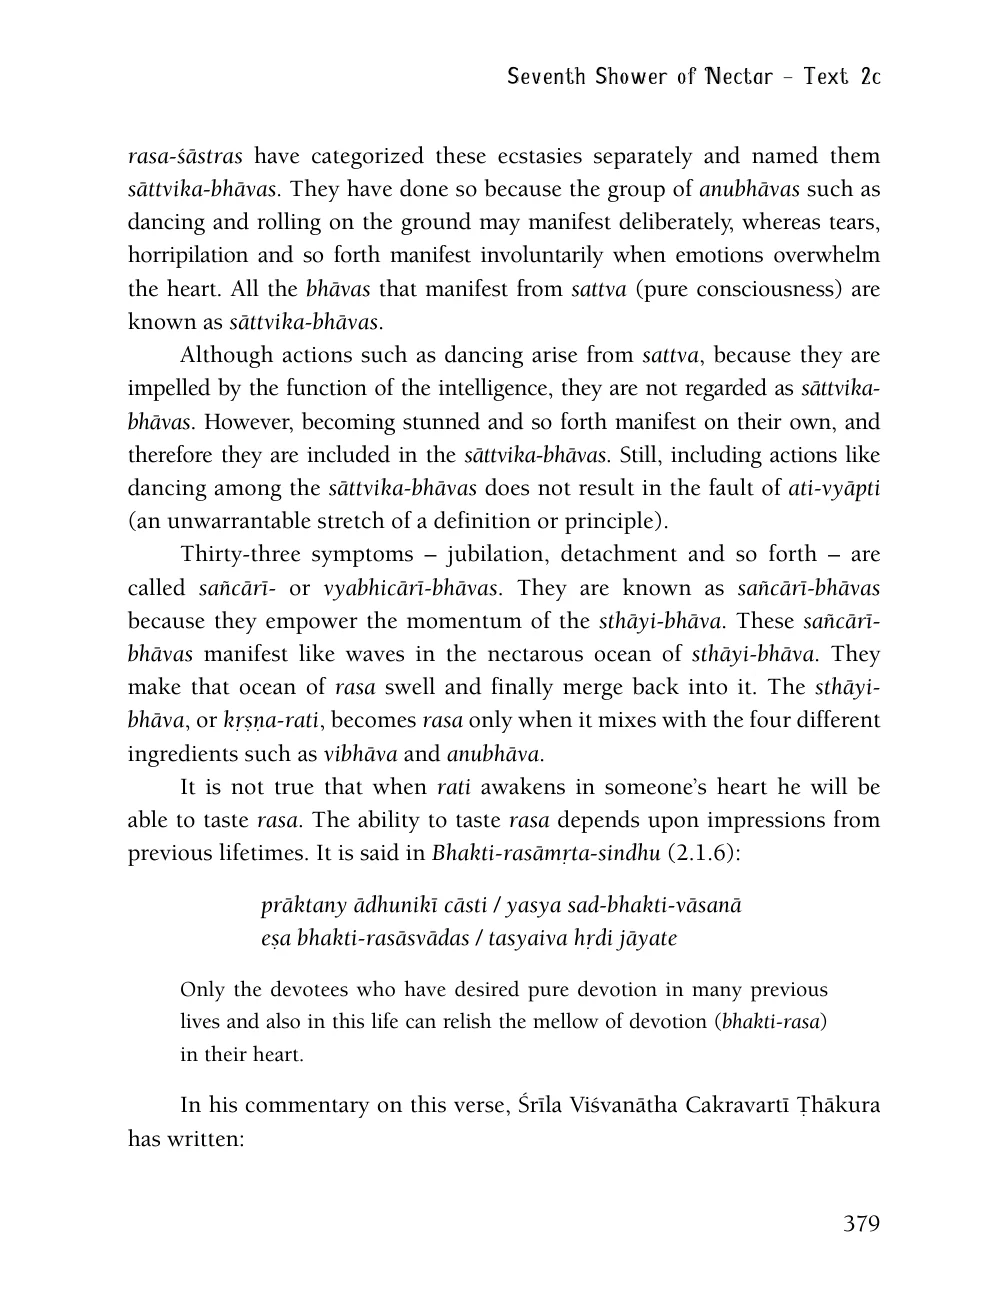 Seventh Shower of Nectar – Text 2c
rasa-śāstras have categorized these ecstasies separately and named them
sāttvika-bhāvas. They have done so because the group of anubhāvas such as
dancing and rolling on the ground may manifest deliberately, whereas tears,
horripilation and so forth manifest involuntarily when emotions overwhelm
the heart. All the bhāvas that manifest from sattva (pure consciousness) are
known as sāttvika-bhāvas.
Although actions such as dancing arise from sattva, because they are
impelled by the function of the intelligence, they are not regarded as sāttvika-
bhāvas. However, becoming stunned and so forth manifest on their own, and
therefore they are included in the sāttvika-bhāvas. Still, including actions like
dancing among the sāttvika-bhāvas does not result in the fault of ati-vyāpti
(an unwarrantable stretch of a definition or principle).
Thirty-three symptoms – jubilation, detachment and so forth – are
called sañcārī- or vyabhicārī-bhāvas. They are known as sañcārī-bhāvas
because they empower the momentum of the sthāyi-bhāva. These sañcārī-
bhāvas manifest like waves in the nectarous ocean of sthāyi-bhāva. They
make that ocean of rasa swell and finally merge back into it. The sthāyi-
bhāva, or kṛṣṇa-rati, becomes rasa only when it mixes with the four different
ingredients such as vibhāva and anubhāva.
It is not true that when rati awakens in someone’s heart he will be
able to taste rasa. The ability to taste rasa depends upon impressions from
previous lifetimes. It is said in Bhakti-rasāmṛta-sindhu (2.1.6):
prāktany ādhunikī cāsti / yasya sad-bhakti-vāsanā
eṣa bhakti-rasāsvādas / tasyaiva hṛdi jāyate
Only the devotees who have desired pure devotion in many previous
lives and also in this life can relish the mellow of devotion (bhakti-rasa)
in their heart.
In his commentary on this verse, Śrīla Viśvanātha Cakravartī Ṭhākura
has written:
379